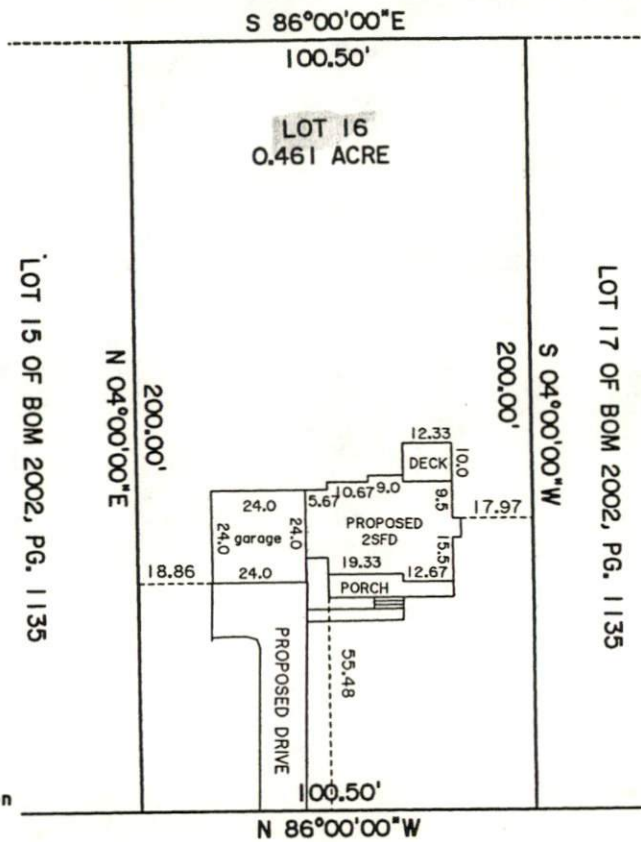 S 86°00'00"E
100.50'
LOT 16
0.461 ACRE
LOT 15 OF BOM 2002, PG. 1135
N 04°00'00"E
200.00'
200.00'
S 04°00'00"W
LOT 17 OF BOM 2002, PG. 1135
12.33
DECK
10.0
5.67
10.67
9.0
9.5
24.0
24.0
garage
24.0
24.0
PROPOSED
2SFD
17.97
15.5
18.86
19.33
12.67
PORCH
PROPOSED DRIVE
55.48
100.50'
n
N 86°00'00"W